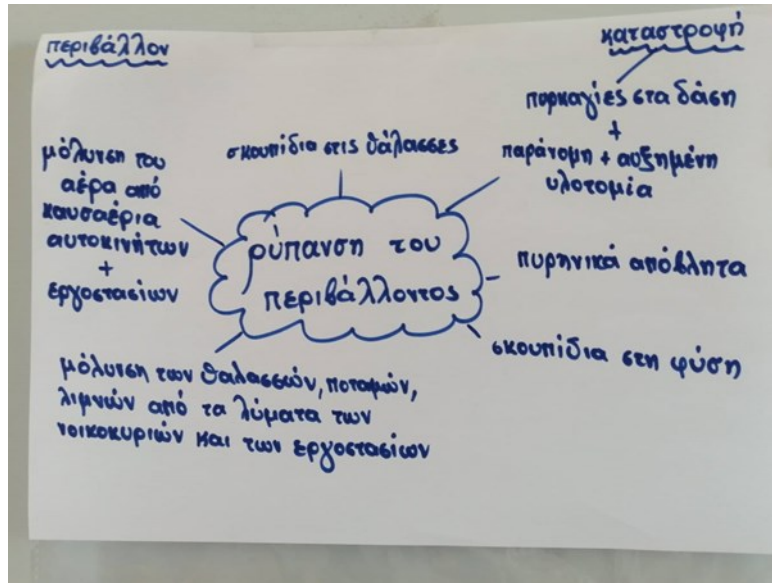 περιβάλλον
καταστροφή
πυρκαγιές στα δάση
+
παράνομη + αυξημένη
υλοτομία
σκουπίδια στις θάλασσες
μόλυνση του
αέρα από
καυσαέρια
αυτοκινήτων
+
εργοστασίων
ρύπανση του
περιβάλλοντος
πυρηνικά απόβλητα
σκουπίδια στη φύση
μόλυνση των θαλασσών, ποταμών,
λιμνών από τα λύματα των
νοικοκυριών και των εργοστασίων